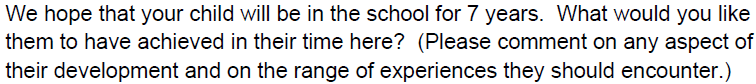 We hope that your child will be in the school for 7 years.  What would you like
them to have achieved in their time here?  (Please comment on any aspect of
their development and on the range of experiences they should encounter.)